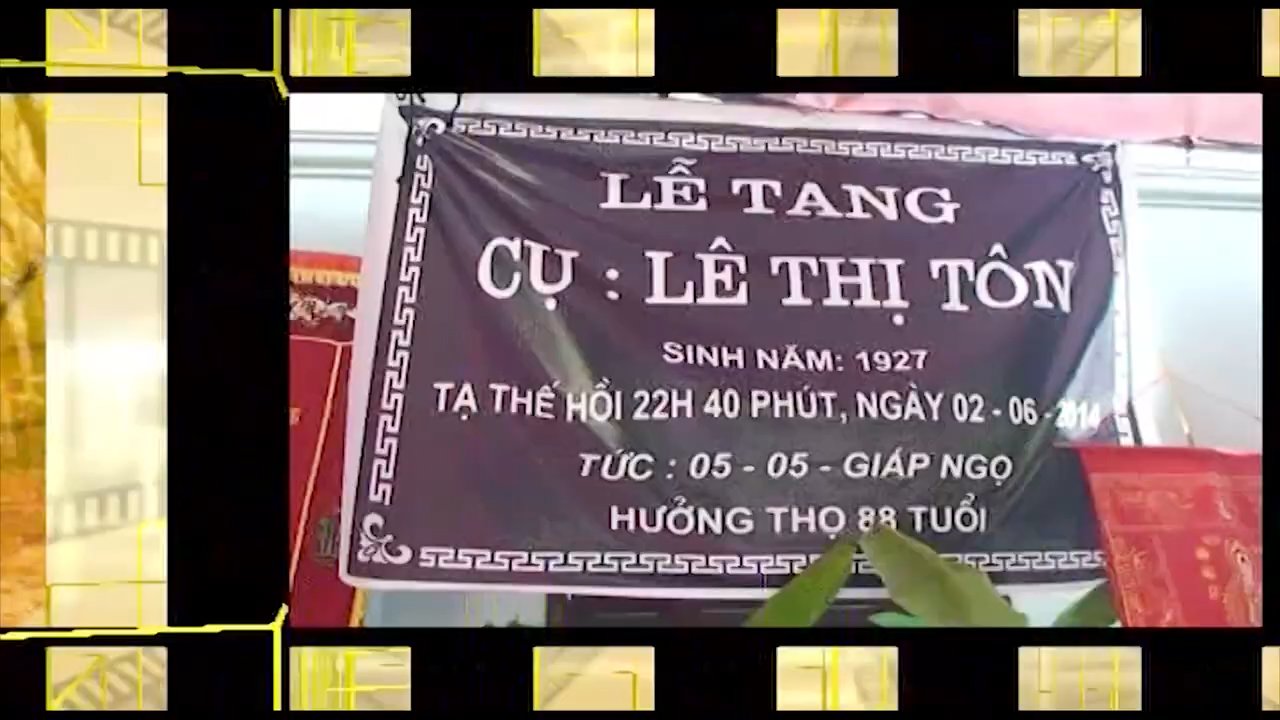 LỄ TANG
CỤ : LÊ THỊ TÔN
SINH NĂM: 1927
TẠ THẾ HỒI 22H 40 PHÚT, NGÀY 02 - 06 - 2014
TỨC : 05 - 05 - GIÁP NGỌ
HƯỞNG THỌ 88 TUỔI